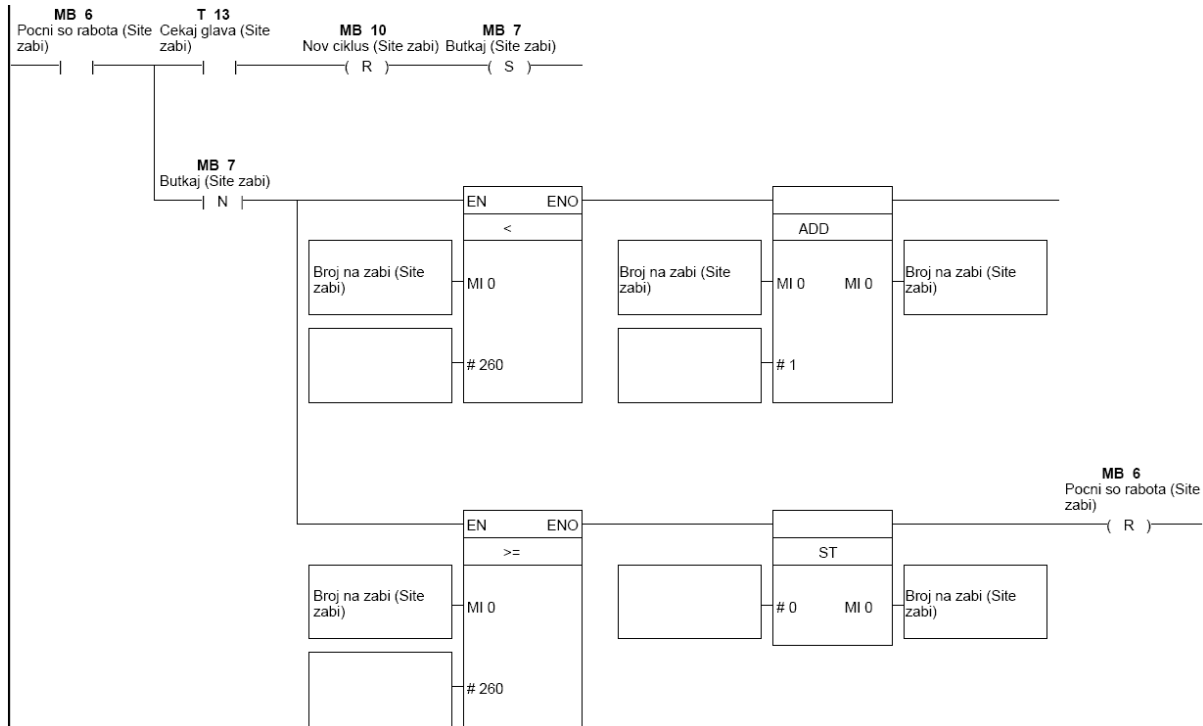 MB 6
Pocni so rabota (Site
zabi)
T 13
Cekaj glava (Site
zabi)
MB 10
Nov ciklus (Site zabi)
MB 7
Butkaj (Site zabi)
( R )
( S )
MB 7
Butkaj (Site zabi)
N
EN ENO
<
Broj na zabi (Site
zabi)
MI 0
# 260
ADD
Broj na zabi (Site
zabi)
MI 0 MI 0
# 1
Broj na zabi (Site
zabi)
MB 6
Pocni so rabota (Site
zabi)
( R )
EN ENO
>=
Broj na zabi (Site
zabi)
MI 0
# 260
ST
# 0 MI 0
Broj na zabi (Site
zabi)